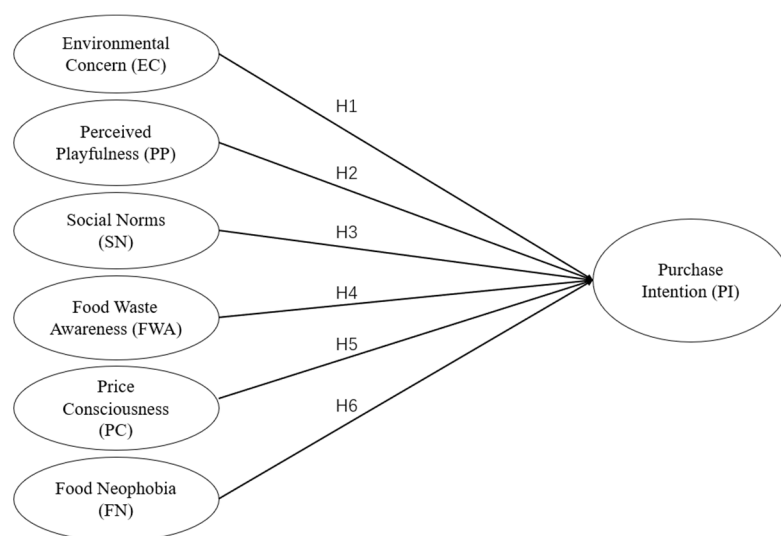 Environmental
Concern (EC)
H1
Perceived
Playfulness (PP)
H2
Social Norms
(SN)
H3
Purchase
Intention (PI)
Food Waste
Awareness (FWA)
H4
Price
Consciousness
(PC)
H5
Food Neophobia
(FN)
H6